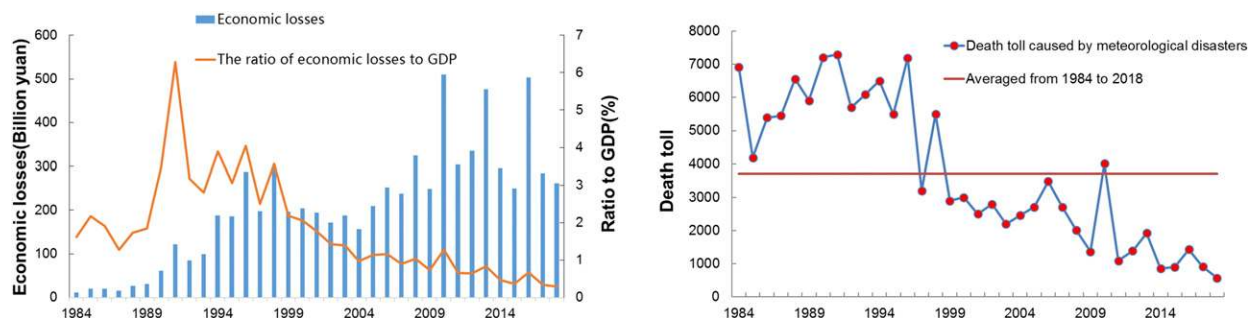 Economic losses
The ratio of economic losses to GDP
Economic losses(Billion yuan)
600
500
400
300
200
100
0
7
6
5
4
3
2
1
0
Ratio to GDP(%)
1984 1989 1994 1999 2004 2009 2014
Death toll caused by meteorological disasters
Averaged from 1984 to 2018
Death toll
8000
7000
6000
5000
4000
3000
2000
1000
0
1984 1989 1994 1999 2004 2009 2014